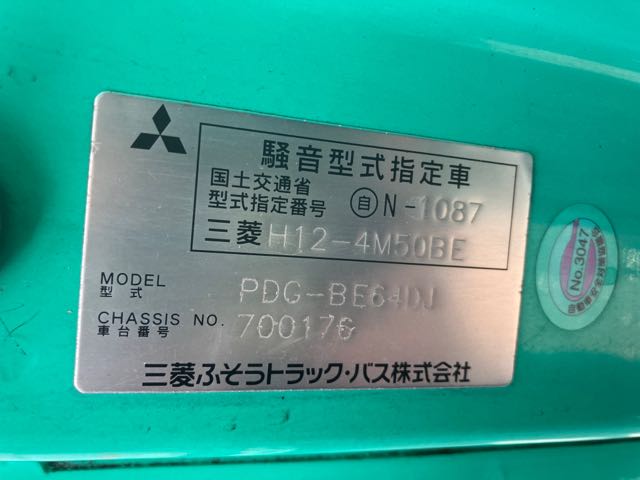 騒音型式指定車
国土交通省
型式指定番号 自 N-1087
三菱 H12-4M50BE
MODEL
型式 PDG-BE64DJ
CHASSIS NO.
車台番号 700176
三菱ふそうトラック・バス株式会社
No.3047